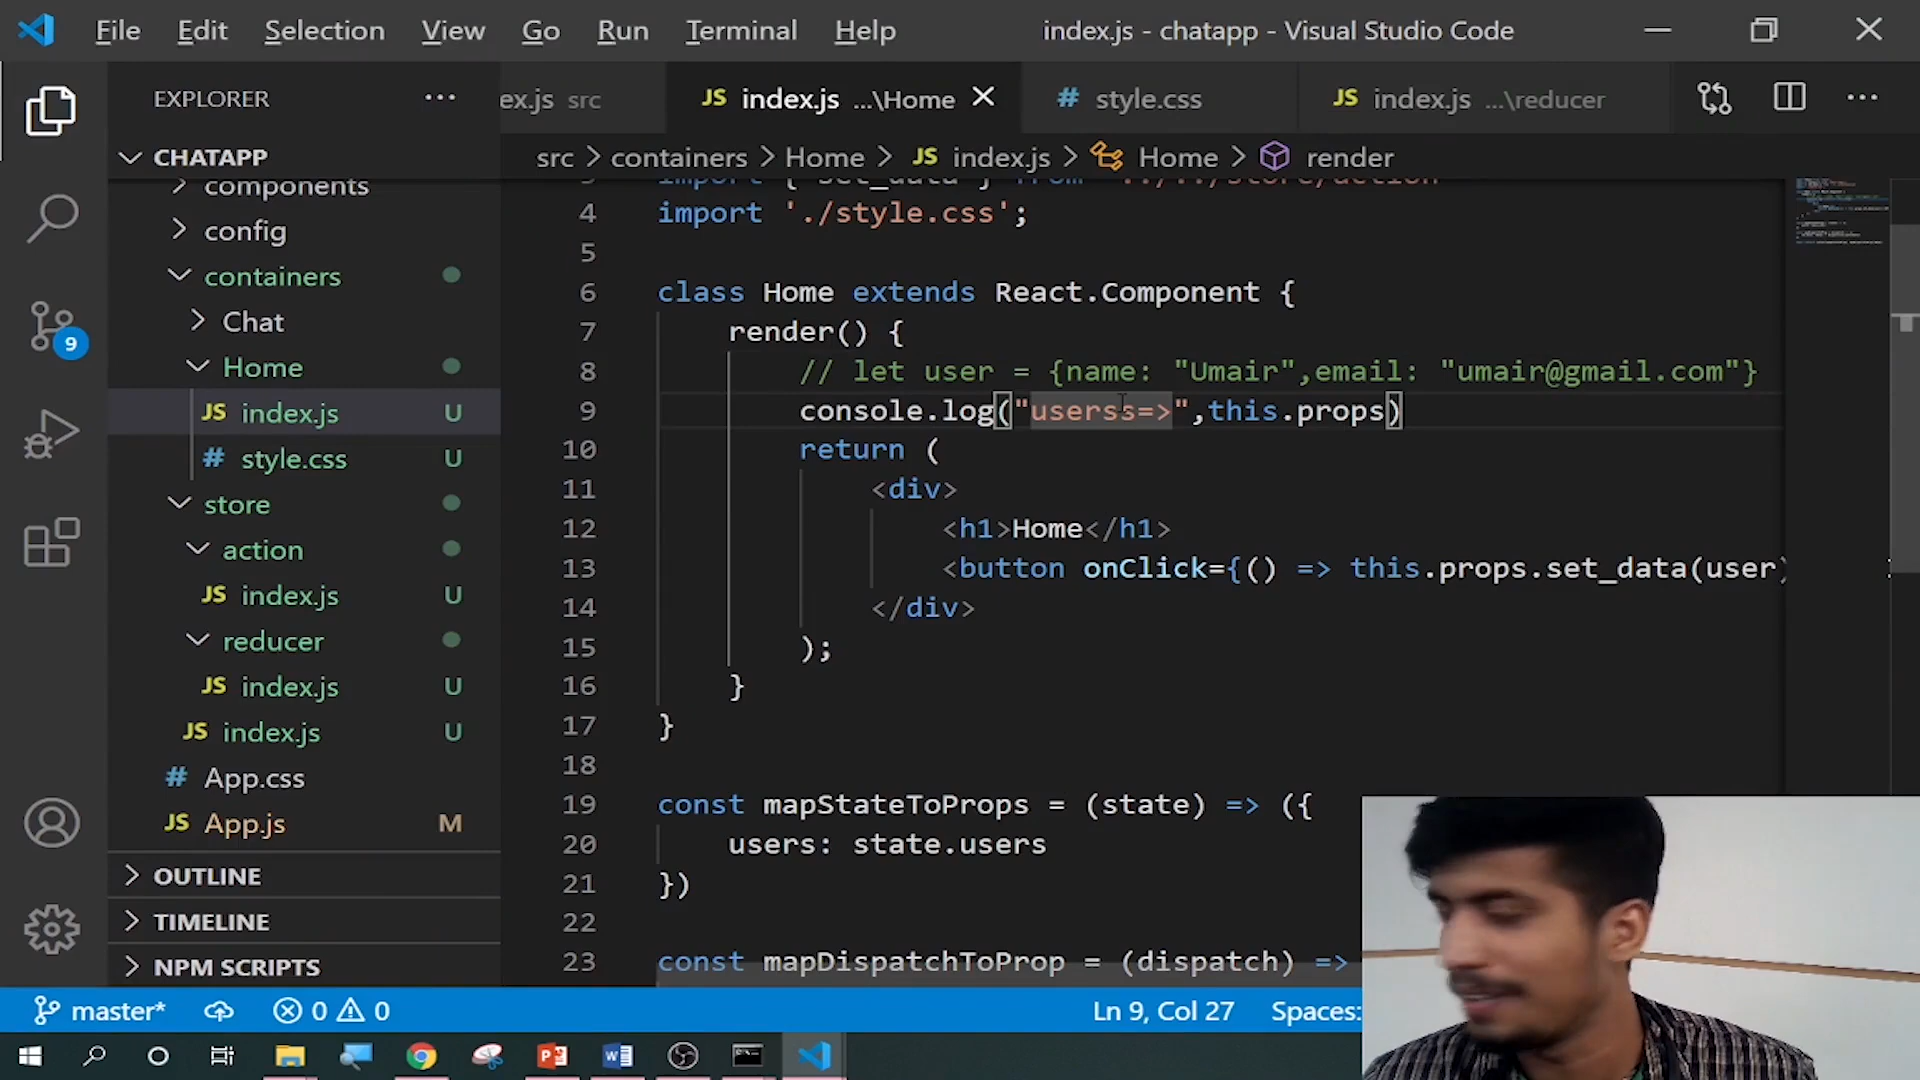 File Edit Selection View Go Run Terminal Help index.js - chatapp - Visual Studio Code
EXPLORER ··· ex.js src JS index.js ...\Home # style.css JS index.js ...\reducer ···
CHATAPP
src > containers > Home > JS index.js > Home > render
components
config
containers
Chat
Home
JS index.js U
# style.css U
store
action
JS index.js U
reducer
JS index.js U
JS index.js U
# App.css
JS App.js M
OUTLINE
TIMELINE
NPM SCRIPTS
9
import { set_data } from '../../store/action'
4 import './style.css';
5
6 class Home extends React.Component {
7 render() {
8 // let user = {name: "Umair",email: "umair@gmail.com"}
9 console.log("userss=>",this.props)
10 return (
11 <div>
12 <h1>Home</h1>
13 <button onClick={() => this.props.set_data(user)
14 </div>
15 );
16 }
17 }
18
19 const mapStateToProps = (state) => ({
20 users: state.users
21 })
22
23 const mapDispatchToProp = (dispatch) =>
master* 0 0 Ln 9, Col 27 Spaces: